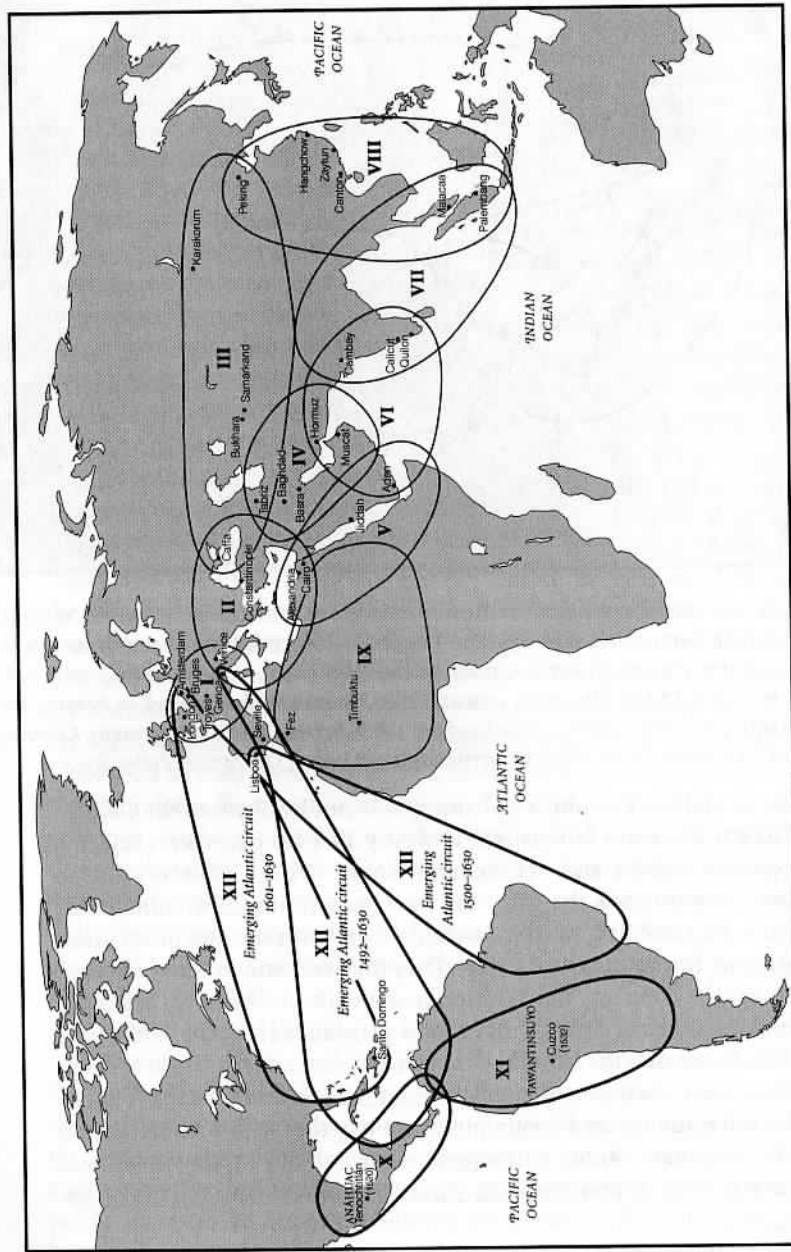 PACIFIC
OCEAN
ANAHUAC
Tenochtitlán
(1520)
X
XI
TAWANTINSUYO
Cuzco
(1532)
Santo Domingo
XII
Emerging Atlantic circuit
1601–1630
XII
Emerging Atlantic circuit
1492–1630
XII
Emerging
Atlantic circuit
1500–1630
ATLANTIC
OCEAN
Amsterdam
London
Bruges
Troyes
I
Genoa
Venice
Lisbon
Seville
Fez
Timbuktu
IX
II
Caffa
Constantinople
Alexandria
Cairo
Jiddah
V
Aden
Tabriz
Baghdad
Basra
IV
Hormuz
Muscat
VI
Bukhara
Samarkand
III
Karakorum
Peking
Hangchow
Zaytun
Canton
VIII
Cambay
Calicut
Quilon
VII
Malacae
Palembang
INDIAN
OCEAN
PACIFIC
OCEAN